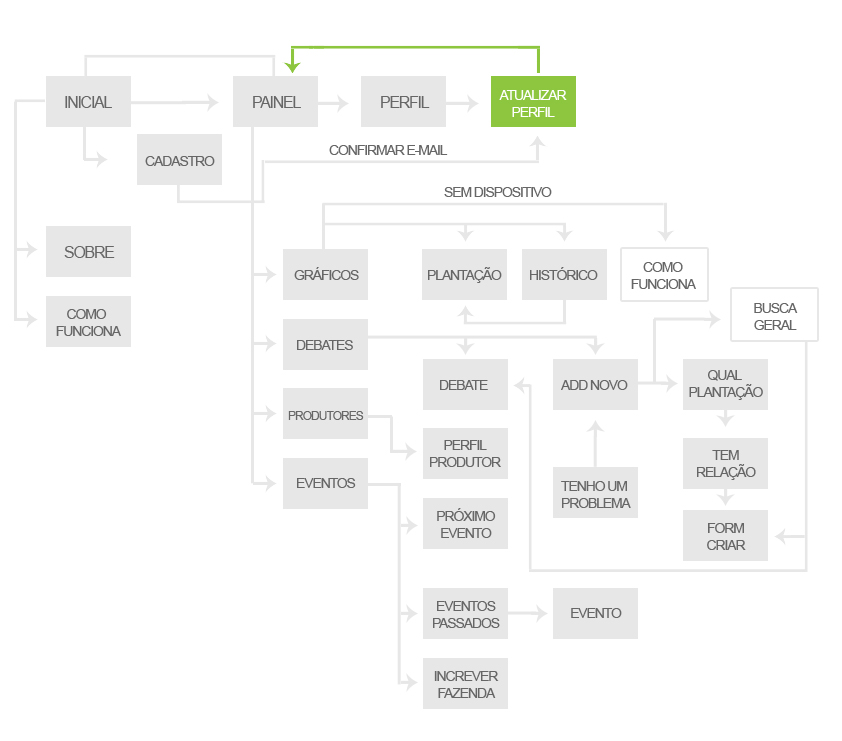 INICIAL
PAINEL
PERFIL
ATUALIZAR
PERFIL
CADASTRO
CONFIRMAR E-MAIL
SEM DISPOSITIVO
SOBRE
GRÁFICOS
PLANTAÇÃO
HISTÓRICO
COMO
FUNCIONA
COMO
FUNCIONA
BUSCA
GERAL
DEBATES
DEBATE
ADD NOVO
QUAL
PLANTAÇÃO
PRODUTORES
PERFIL
PRODUTOR
TEM
RELAÇÃO
EVENTOS
TENHO UM
PROBLEMA
PRÓXIMO
EVENTO
FORM
CRIAR
EVENTOS
PASSADOS
EVENTO
INCREVER
FAZENDA